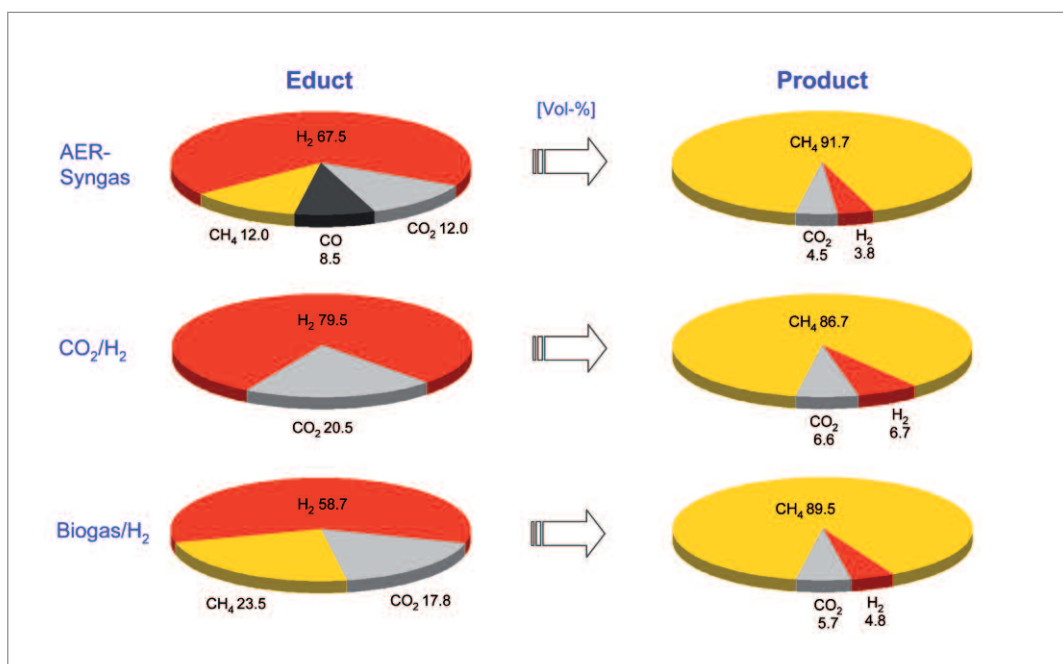 Educt
Product
[Vol-%]
AER-
Syngas
H₂ 67.5
CH₄ 12.0
CO
8.5
CO₂ 12.0
CH₄ 91.7
CO₂
4.5
H₂
3.8
CO₂/H₂
H₂ 79.5
CO₂ 20.5
CH₄ 86.7
CO₂
6.6
H₂
6.7
Biogas/H₂
H₂ 58.7
CH₄ 23.5
CO₂ 17.8
CH₄ 89.5
CO₂
5.7
H₂
4.8